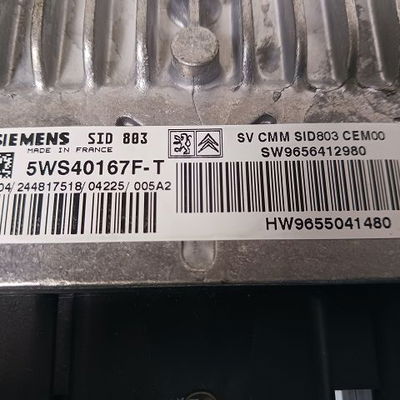 SIEMENS SID 803
MADE IN FRANCE
5WS40167F-T
04/244817518/04225/005A2
SV CMM SID803 CEM00
SW9656412980
HW9655041480